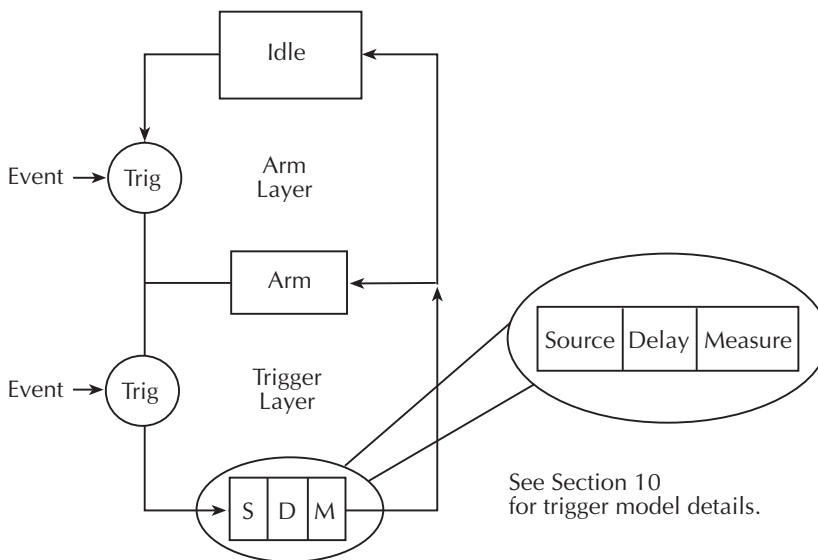 Idle
Event
Trig
Arm
Layer
Arm
Source Delay Measure
Event
Trig
Trigger
Layer
S D M
See Section 10
for trigger model details.